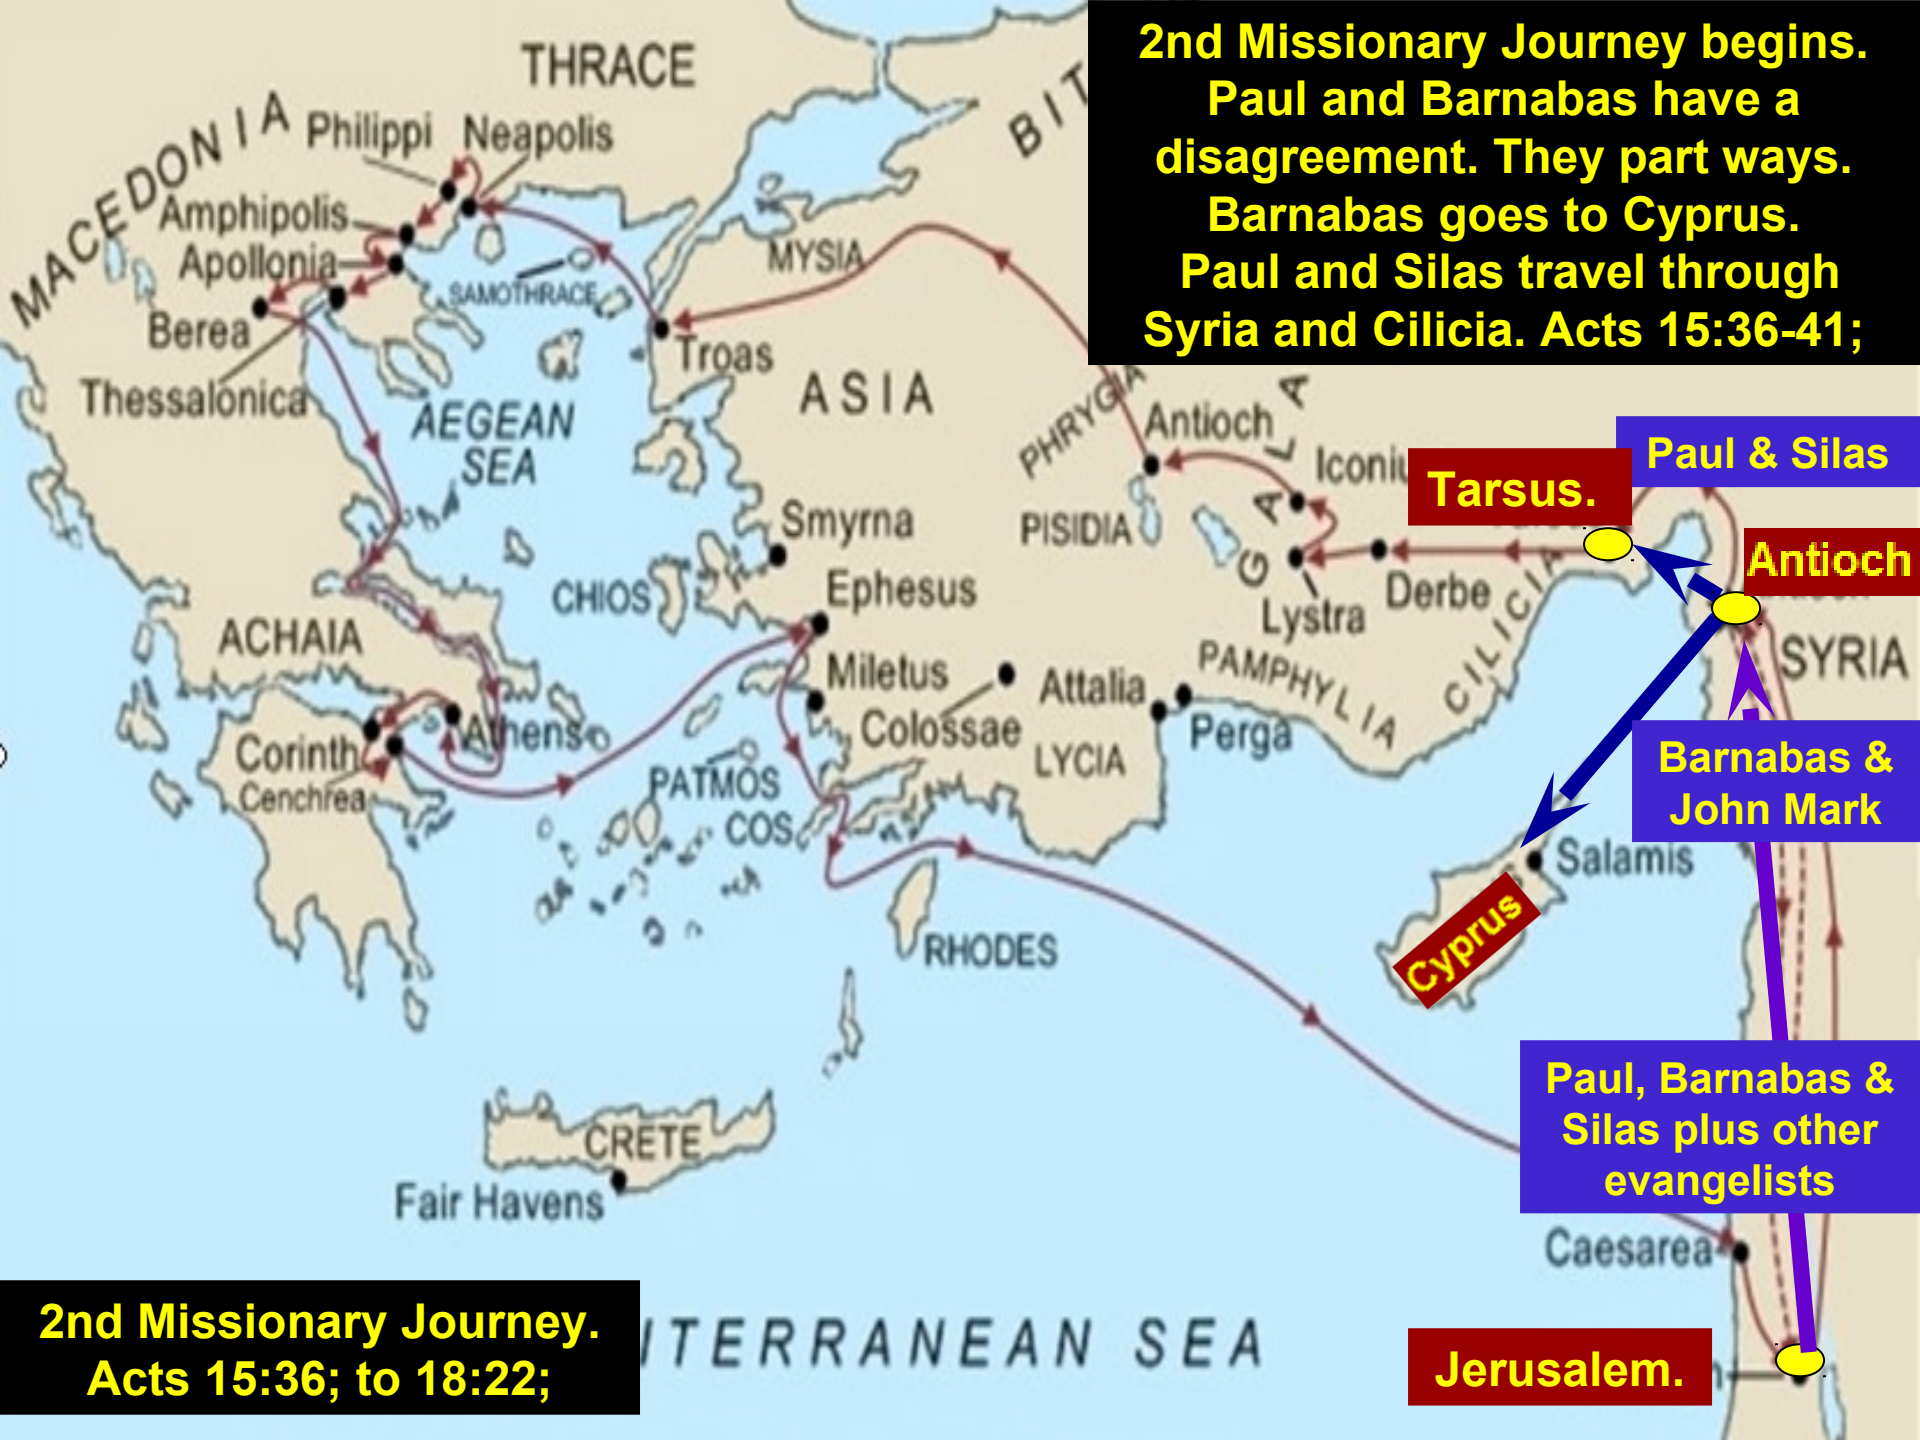 2nd Missionary Journey begins.
Paul and Barnabas have a
disagreement. They part ways.
Barnabas goes to Cyprus.
Paul and Silas travel through
Syria and Cilicia. Acts 15:36-41;
THRACE
MACEDONIA
Philippi
Neapolis
Amphipolis
Apollonia
SAMOTHRACE
Berea
Thessalonica
Troas
MYSIA
BIT
ASIA
AEGEAN
SEA
PHRYGIA
Antioch
GALA
Iconiu
Tarsus.
Paul & Silas
Antioch
PISIDIA
Smyrna
CHIOS
Ephesus
Lystra
Derbe
CILICIA
SYRIA
ACHAIA
Miletus
Colossae
Attalia
Perga
PAMPHYLIA
LYCIA
Corinth
Cenchrea
Athens
PATMOS
COS
Barnabas &
John Mark
Salamis
Cyprus
RHODES
Paul, Barnabas &
Silas plus other
evangelists
CRETE
Fair Havens
Caesarea
2nd Missionary Journey.
Acts 15:36; to 18:22;
ITERRANEAN SEA
Jerusalem.